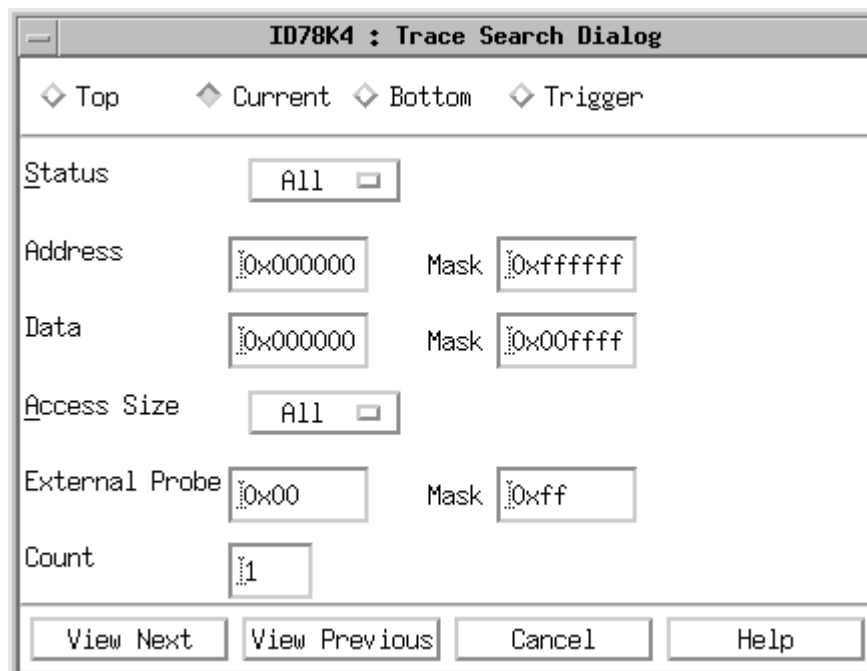 ID78K4 : Trace Search Dialog
Top Current Bottom Trigger
Status All
Address 0x000000 Mask 0xffffff
Data 0x000000 Mask 0x00ffff
Access Size All
External Probe 0x00 Mask 0xff
Count 1
View Next View Previous Cancel Help